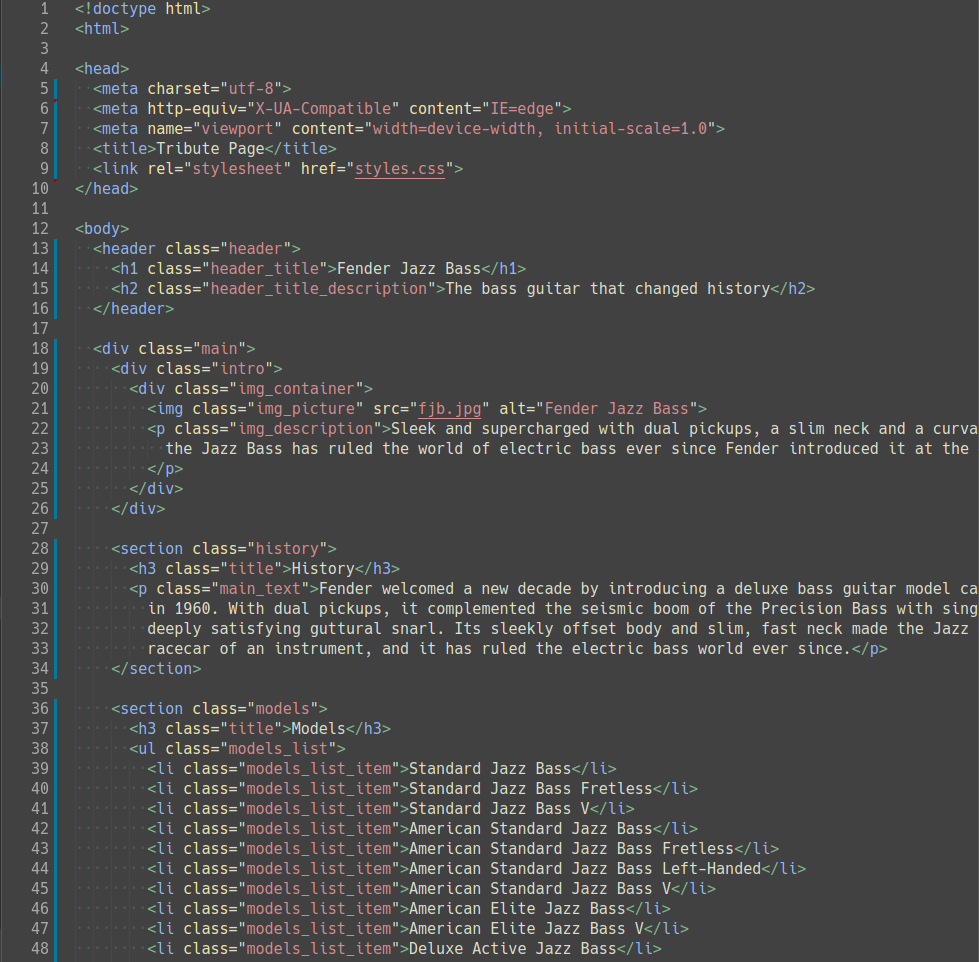 1 <!doctype html>
2 <html>
3
4 <head>
5 <meta charset="utf-8">
6 <meta http-equiv="X-UA-Compatible" content="IE=edge">
7 <meta name="viewport" content="width=device-width, initial-scale=1.0">
8 <title>Tribute Page</title>
9 <link rel="stylesheet" href="styles.css">
10 </head>
11
12 <body>
13 <header class="header">
14 <h1 class="header_title">Fender Jazz Bass</h1>
15 <h2 class="header_title_description">The bass guitar that changed history</h2>
16 </header>
17
18 <div class="main">
19 <div class="intro">
20 <div class="img_container">
21 <img class="img_picture" src="fjb.jpg" alt="Fender Jazz Bass">
22 <p class="img_description">Sleek and supercharged with dual pickups, a slim neck and a curva
23 the Jazz Bass has ruled the world of electric bass ever since Fender introduced it at the
24 </p>
25 </div>
26 </div>
27
28 <section class="history">
29 <h3 class="title">History</h3>
30 <p class="main_text">Fender welcomed a new decade by introducing a deluxe bass guitar model ca
31 in 1960. With dual pickups, it complemented the seismic boom of the Precision Bass with sing
32 deeply satisfying guttural snarl. Its sleekly offset body and slim, fast neck made the Jazz
33 racecar of an instrument, and it has ruled the electric bass world ever since.</p>
34 </section>
35
36 <section class="models">
37 <h3 class="title">Models</h3>
38 <ul class="models_list">
39 <li class="models_list_item">Standard Jazz Bass</li>
40 <li class="models_list_item">Standard Jazz Bass Fretless</li>
41 <li class="models_list_item">Standard Jazz Bass V</li>
42 <li class="models_list_item">American Standard Jazz Bass</li>
43 <li class="models_list_item">American Standard Jazz Bass Fretless</li>
44 <li class="models_list_item">American Standard Jazz Bass Left-Handed</li>
45 <li class="models_list_item">American Standard Jazz Bass V</li>
46 <li class="models_list_item">American Elite Jazz Bass</li>
47 <li class="models_list_item">American Elite Jazz Bass V</li>
48 <li class="models_list_item">Deluxe Active Jazz Bass</li>